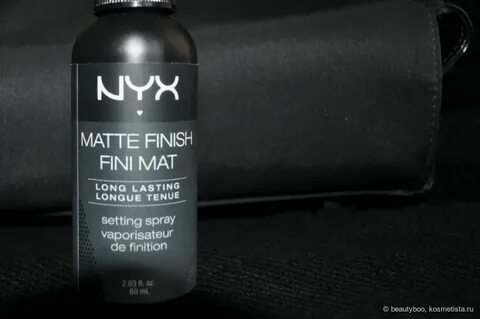 NYX
MATTE FINISH
FINI MAT
LONG LASTING
LONGUE TENUE
setting spray
vaporisateur
de finition
2.03 fl. oz.
60 mL
© beautyboo, kosmetista.ru